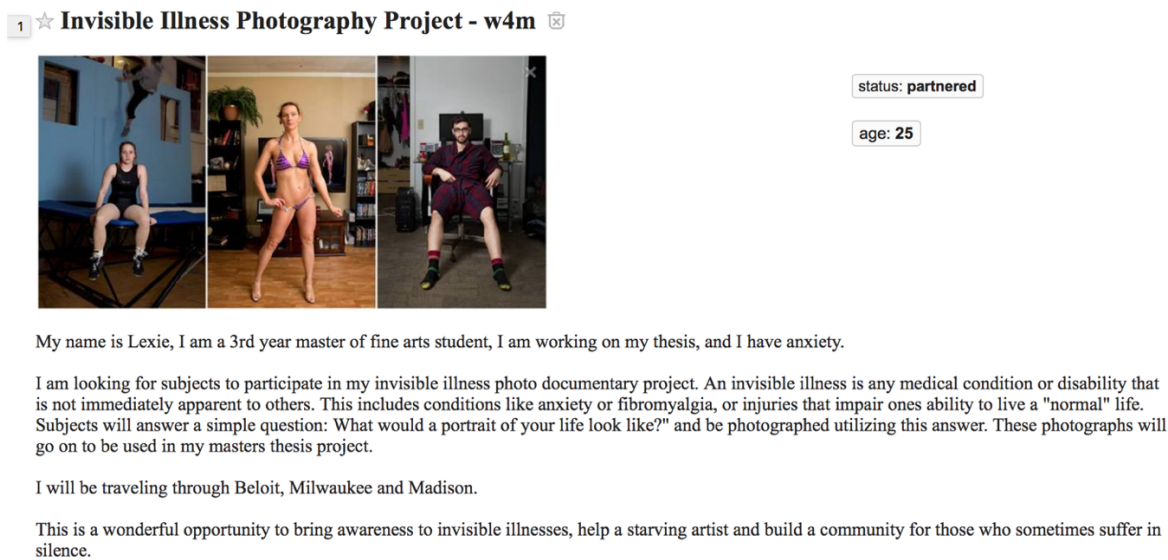 1 ☆ Invisible Illness Photography Project - w4m
status: partnered
age: 25
My name is Lexie, I am a 3rd year master of fine arts student, I am working on my thesis, and I have anxiety.
I am looking for subjects to participate in my invisible illness photo documentary project. An invisible illness is any medical condition or disability that
is not immediately apparent to others. This includes conditions like anxiety or fibromyalgia, or injuries that impair ones ability to live a "normal" life.
Subjects will answer a simple question: What would a portrait of your life look like?" and be photographed utilizing this answer. These photographs will
go on to be used in my masters thesis project.
I will be traveling through Beloit, Milwaukee and Madison.
This is a wonderful opportunity to bring awareness to invisible illnesses, help a starving artist and build a community for those who sometimes suffer in
silence.